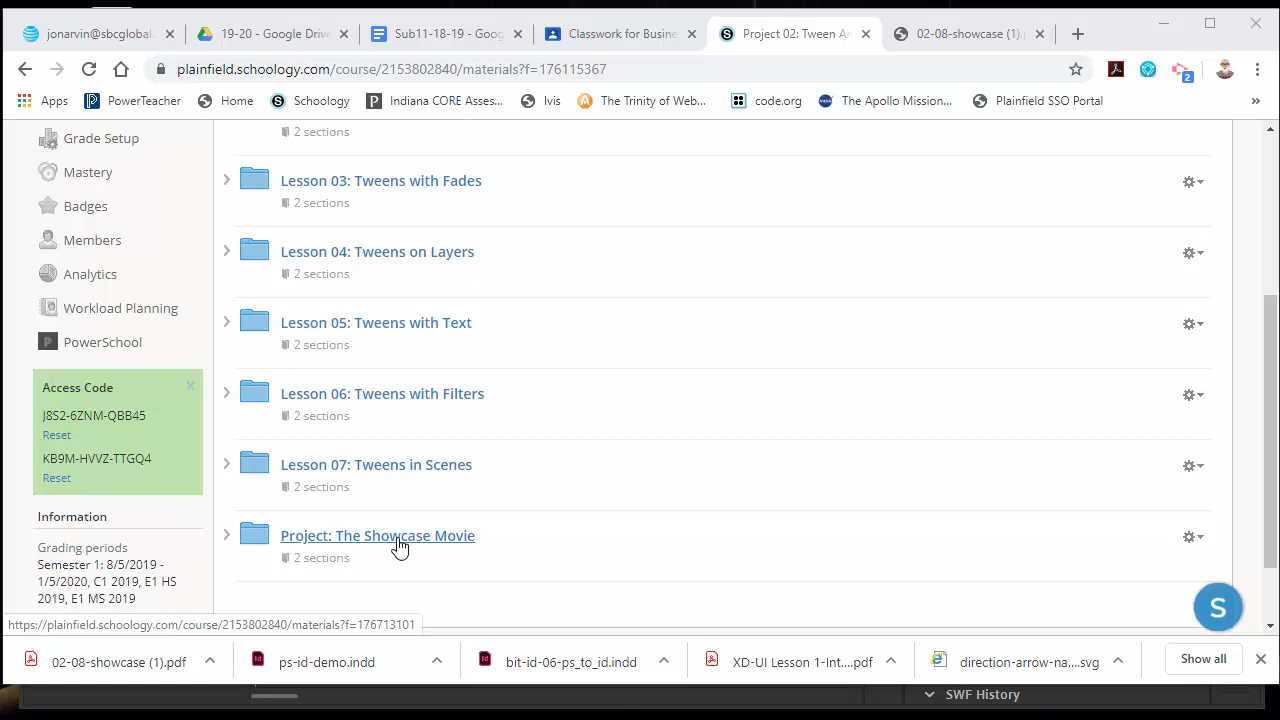 jonarvin@sbcglobal.
19-20 - Google Drive
Sub11-18-19 - Goog
Classwork for Busine
Project 02: Tween An
02-08-showcase (1).
plainfield.schoology.com/course/2153802840/materials?f=176115367
2
Apps
PowerTeacher
Home
Schoology
Indiana CORE Asses...
Ivis
The Trinity of Web...
code.org
The Apollo Mission...
Plainfield SSO Portal
»
Grade Setup
Mastery
Badges
Members
Analytics
Workload Planning
PowerSchool
Access Code
J8S2-6ZNM-QBB45
Reset
KB9M-HVVZ-TTGQ4
Reset
Information
Grading periods
Semester 1: 8/5/2019 -
1/5/2020, C1 2019, E1 HS
2019, E1 MS 2019
2 sections
Lesson 03: Tweens with Fades
2 sections
Lesson 04: Tweens on Layers
2 sections
Lesson 05: Tweens with Text
2 sections
Lesson 06: Tweens with Filters
2 sections
Lesson 07: Tweens in Scenes
2 sections
Project: The Showcase Movie
2 sections
S
https://plainfield.schoology.com/course/2153802840/materials?f=176713101
02-08-showcase (1).pdf
ps-id-demo.indd
bit-id-06-ps_to_id.indd
XD-UI Lesson 1-Int....pdf
direction-arrow-na....svg
Show all
SWF History